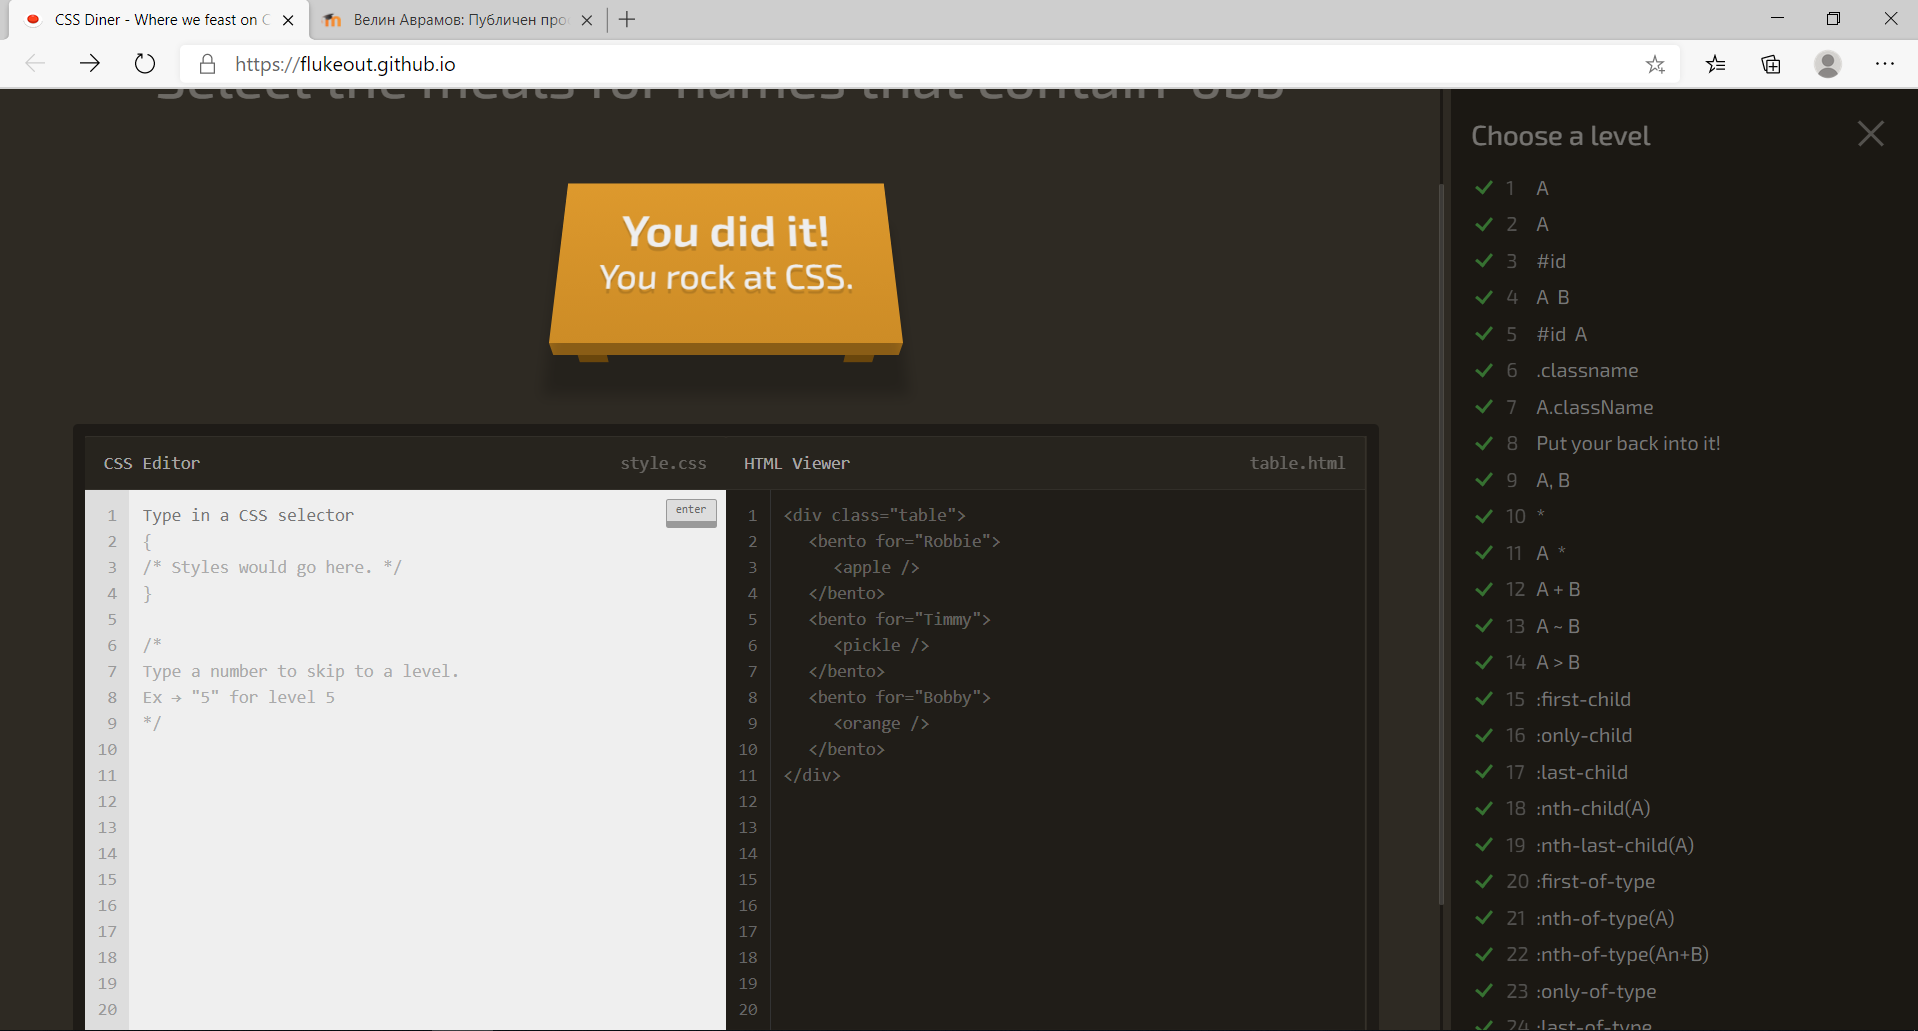 CSS Diner - Where we feast on C
Велин Аврамов: Публичен про
https://flukeout.github.io
Select the meals for names that contain 'obb'
Choose a level
You did it!
You rock at CSS.
1 A
2 A
3 #id
4 A B
5 #id A
6 .classname
7 A.className
8 Put your back into it!
9 A, B
10 *
11 A *
12 A + B
13 A ~ B
14 A > B
15 :first-child
16 :only-child
17 :last-child
18 :nth-child(A)
19 :nth-last-child(A)
20 :first-of-type
21 :nth-of-type(A)
22 :nth-of-type(An+B)
23 :only-of-type
24 :last-of-type
CSS Editor style.css
enter
1 Type in a CSS selector
2 {
3 /* Styles would go here. */
4 }
5
6 /*
7 Type a number to skip to a level.
8 Ex → "5" for level 5
9 */
10
11
12
13
14
15
16
17
18
19
20
HTML Viewer table.html
1 <div class="table">
2 <bento for="Robbie">
3 <apple />
4 </bento>
5 <bento for="Timmy">
6 <pickle />
7 </bento>
8 <bento for="Bobby">
9 <orange />
10 </bento>
11 </div>
12
13
14
15
16
17
18
19
20